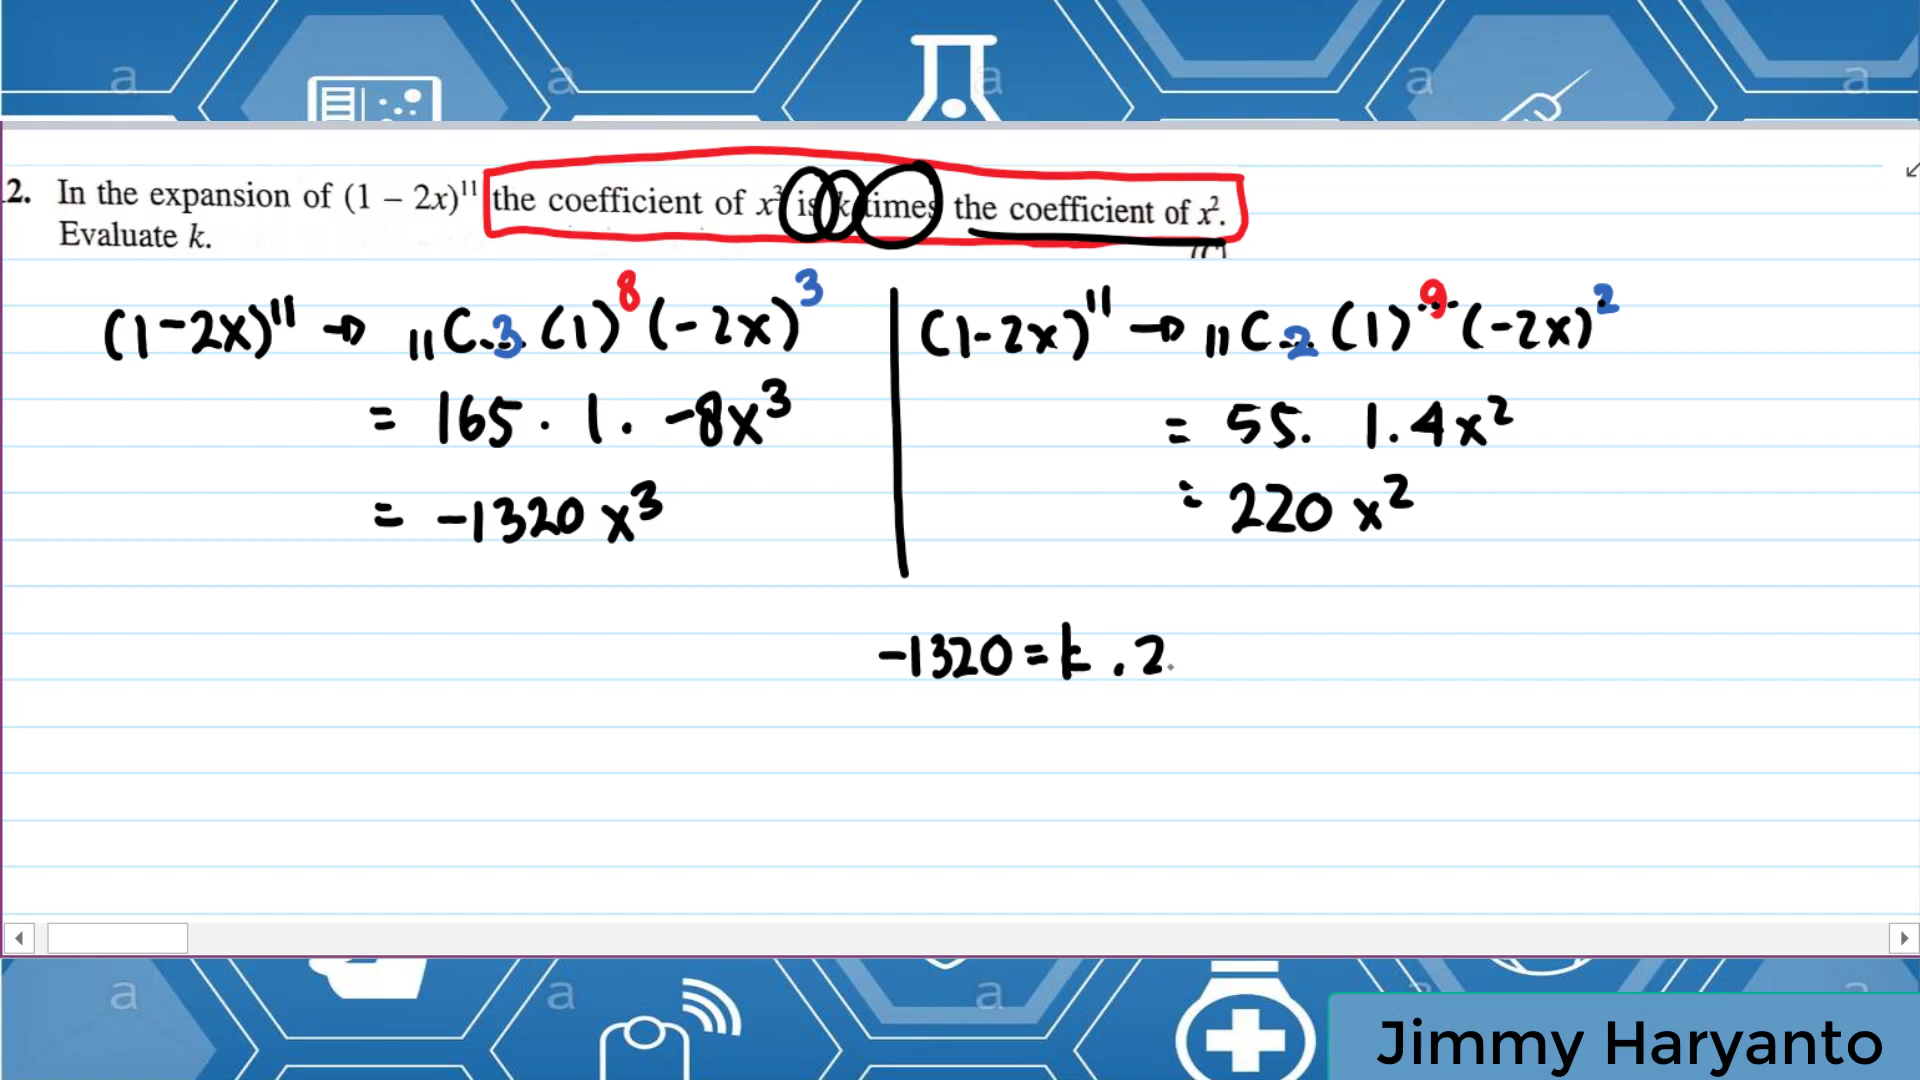 a a a a a
2. In the expansion of (1 – 2x)¹¹ the coefficient of x³ is k times the coefficient of x².
Evaluate k.
(1-2x)¹¹ → ₁₁C₃ (1)⁸ (-2x)³
= 165 . 1 . -8x³
= -1320 x³
(1-2x)¹¹ → ₁₁C₂ (1)⁹ (-2x)²
= 55 . 1 . 4x²
= 220 x²
-1320 = k . 2
a a a a
Jimmy Haryanto